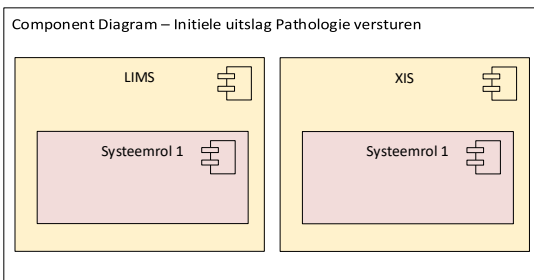 Component Diagram – Initiele uitslag Pathologie versturen
LIMS
XIS
Systeemrol 1
Systeemrol 1